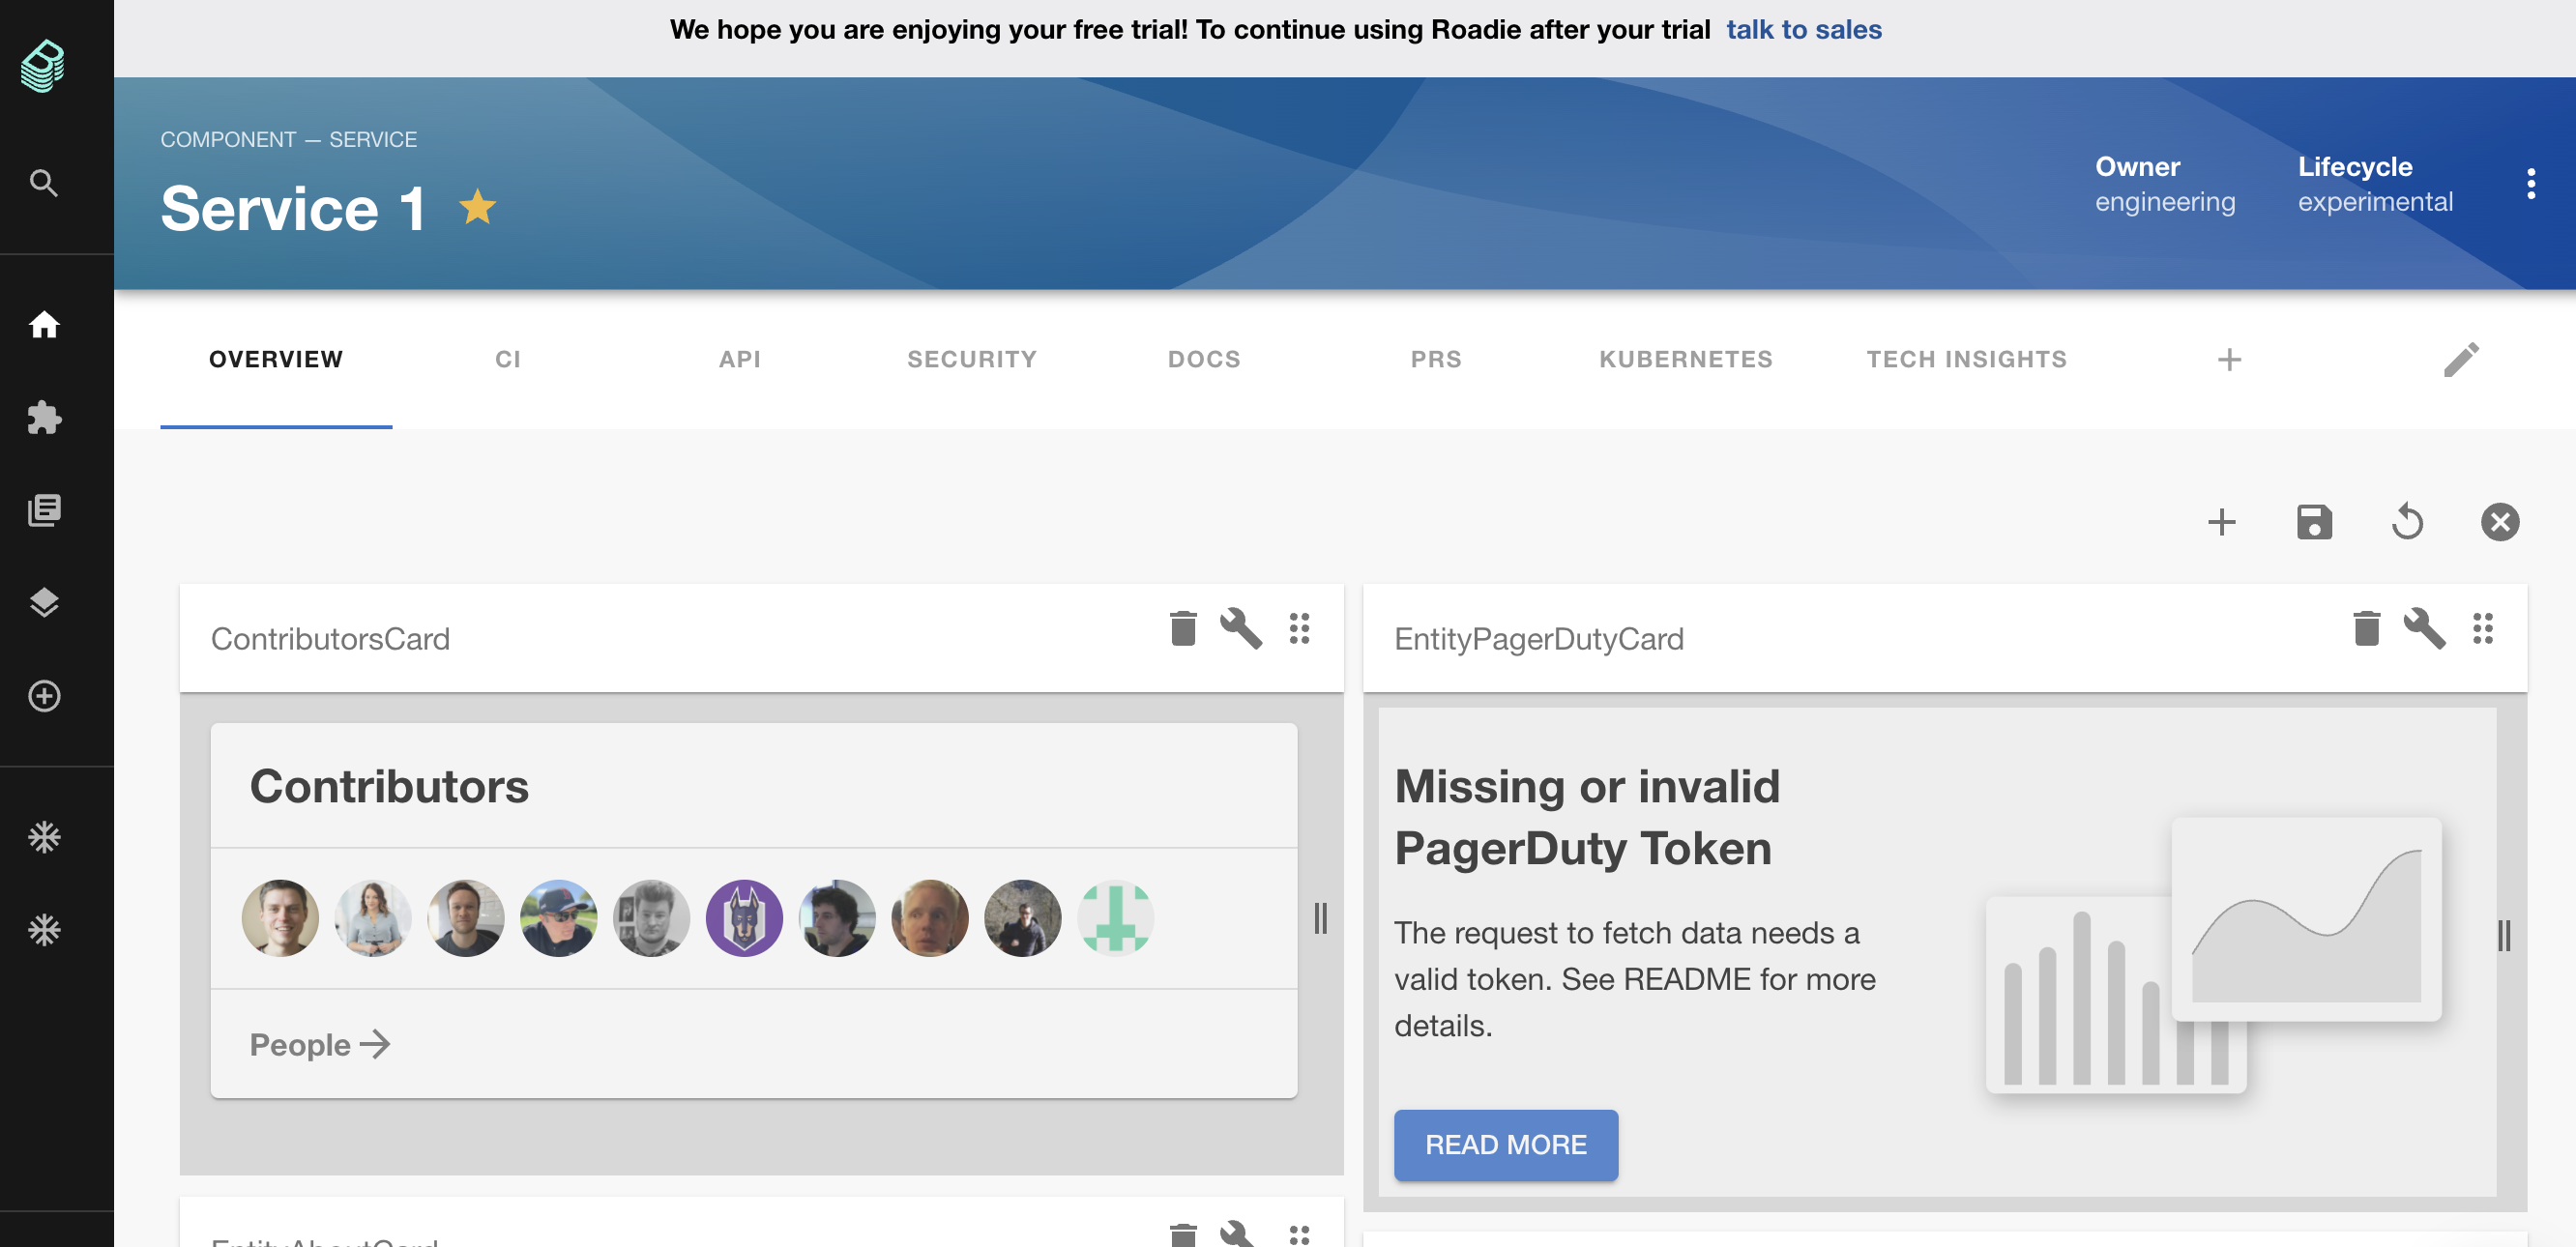 We hope you are enjoying your free trial! To continue using Roadie after your trial talk to sales
COMPONENT — SERVICE
Service 1
Owner
engineering
Lifecycle
experimental
OVERVIEW
CI
API
SECURITY
DOCS
PRS
KUBERNETES
TECH INSIGHTS
ContributorsCard
Contributors
People
EntityPagerDutyCard
Missing or invalid
PagerDuty Token
The request to fetch data needs a
valid token. See README for more
details.
READ MORE
EntityAboutCard